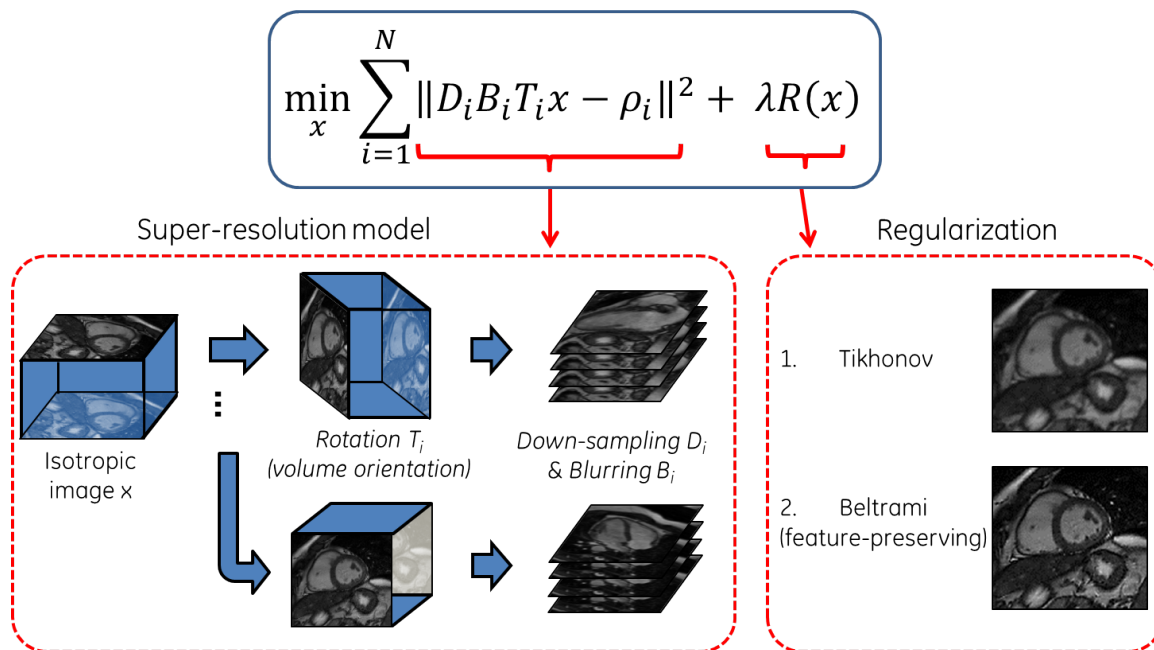 min x ∑ i=1 N ‖D_i B_i T_i x − ρ_i‖² + λR(x)
Super-resolution model
Regularization
...
Isotropic
image x
Rotation T_i
(volume orientation)
Down-sampling D_i
& Blurring B_i
1. Tikhonov
2. Beltrami
(feature-preserving)